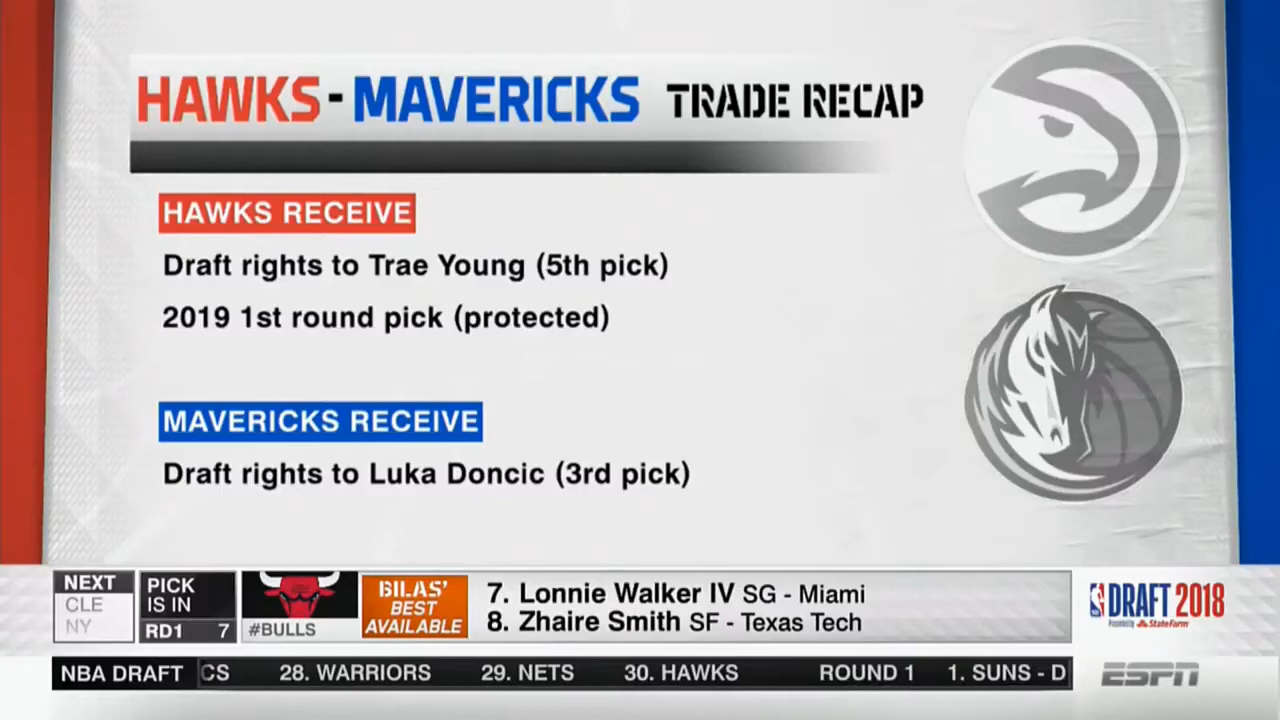 HAWKS - MAVERICKS TRADE RECAP
HAWKS RECEIVE
Draft rights to Trae Young (5th pick)
2019 1st round pick (protected)
MAVERICKS RECEIVE
Draft rights to Luka Doncic (3rd pick)
NEXT
CLE
NY
PICK
IS IN
RD1 7
#BULLS
BILAS'
BEST
AVAILABLE
7. Lonnie Walker IV SG - Miami
8. Zhaire Smith SF - Texas Tech
DRAFT 2018
Presented by StateFarm
NBA DRAFT CS 28. WARRIORS 29. NETS 30. HAWKS ROUND 1 1. SUNS - D
ESPN